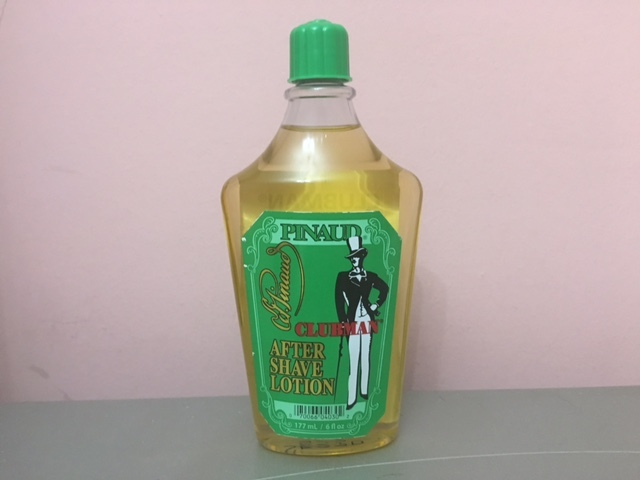 PINAUD
Ed. Pinaud
CLUBMAN
AFTER
SHAVE
LOTION
177 mL / 6 fl oz